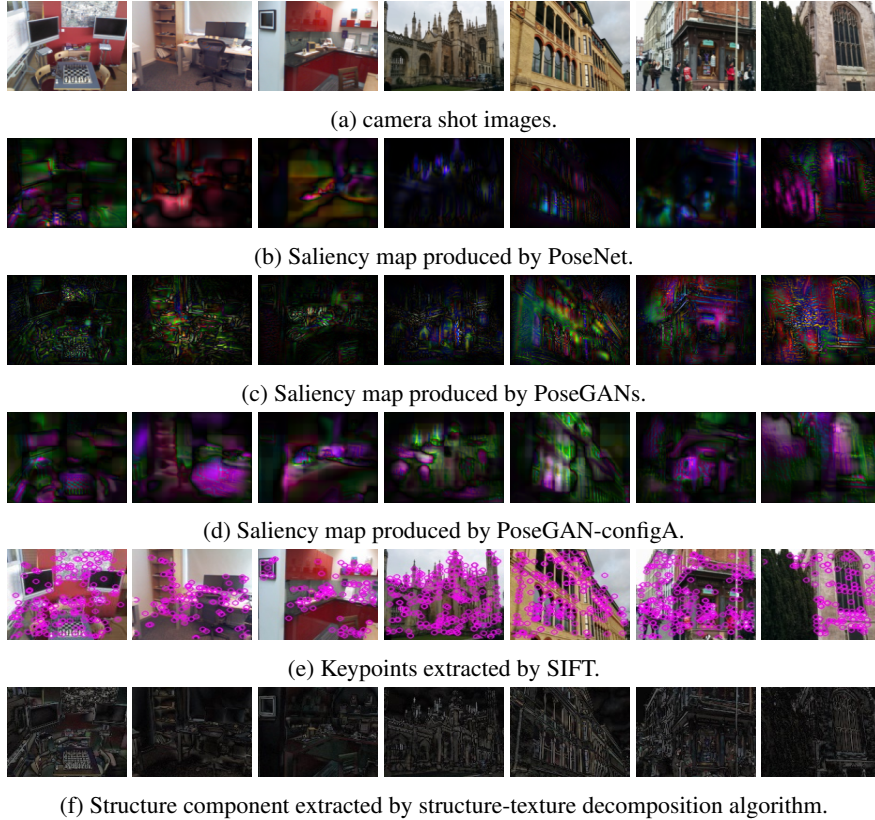 (a) camera shot images.
(b) Saliency map produced by PoseNet.
(c) Saliency map produced by PoseGANs.
(d) Saliency map produced by PoseGAN-configA.
(e) Keypoints extracted by SIFT.
(f) Structure component extracted by structure-texture decomposition algorithm.